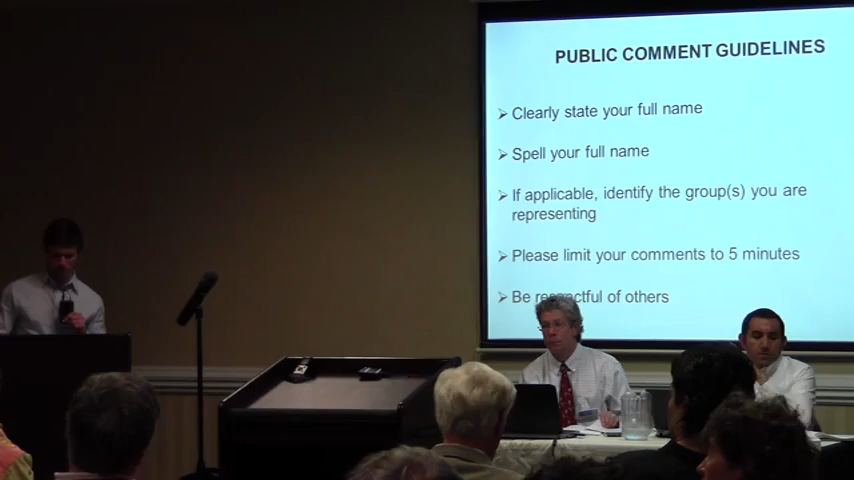 PUBLIC COMMENT GUIDELINES
Clearly state your full name
Spell your full name
If applicable, identify the group(s) you are
representing
Please limit your comments to 5 minutes
Be respectful of others